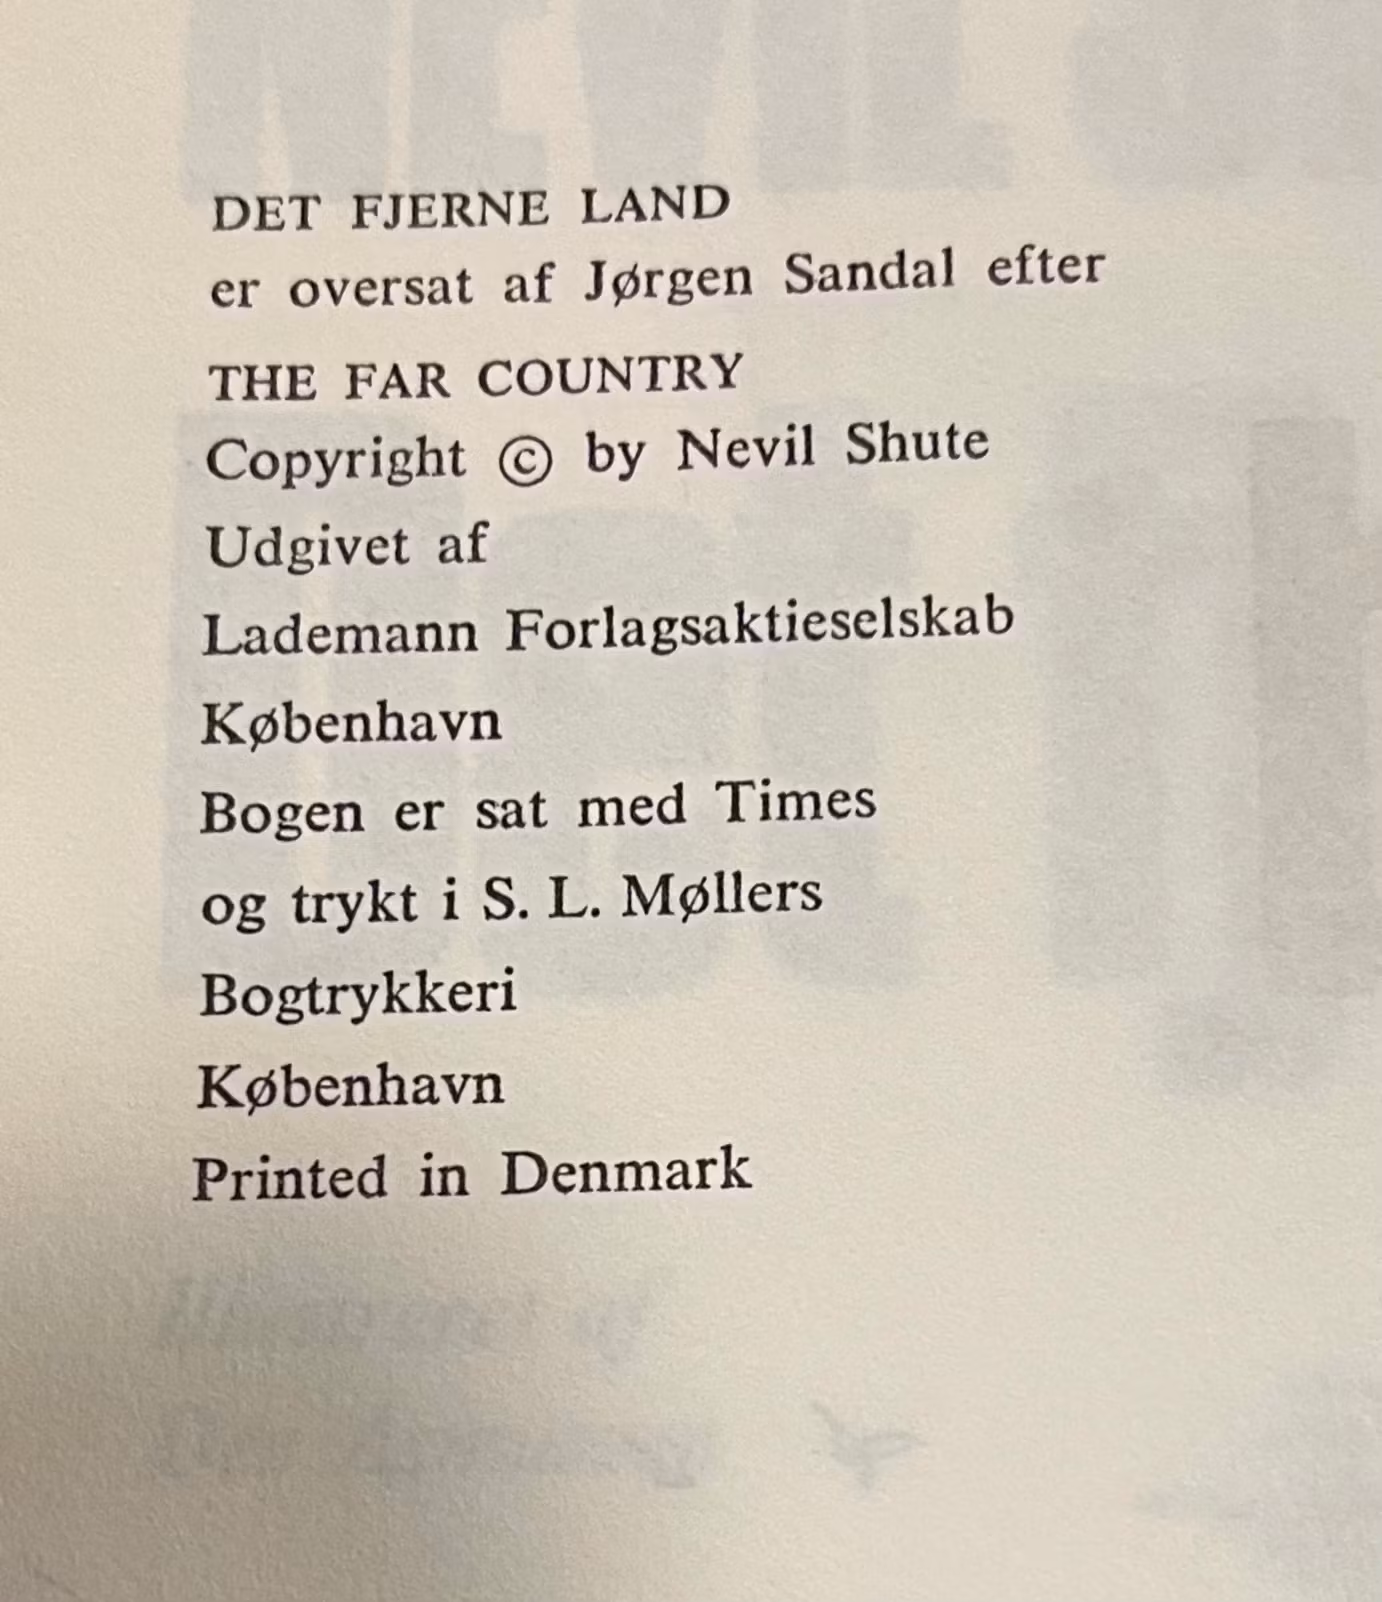 DET FJERNE LAND
er oversat af Jørgen Sandal efter
THE FAR COUNTRY
Copyright © by Nevil Shute
Udgivet af
Lademann Forlagsaktieselskab
København
Bogen er sat med Times
og trykt i S. L. Møllers
Bogtrykkeri
København
Printed in Denmark